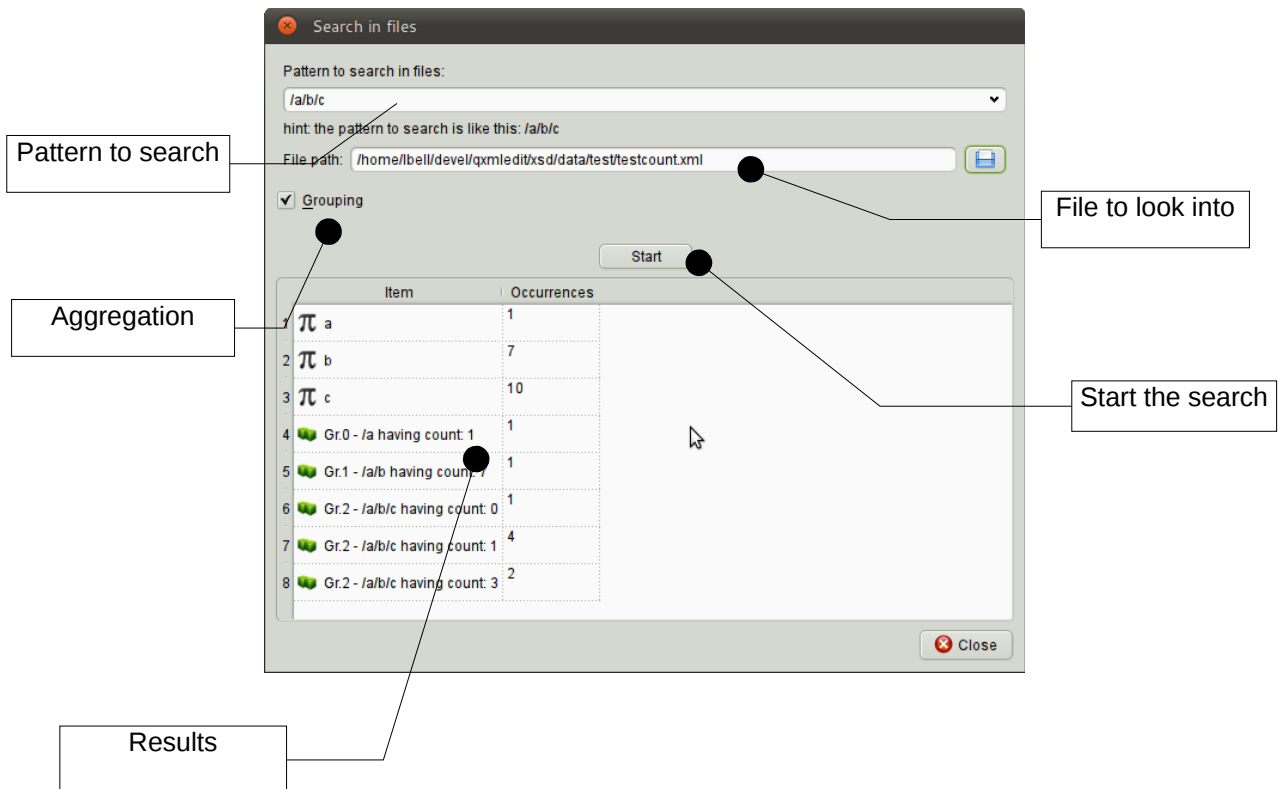 Search in files
Pattern to search in files:
/a/b/c
hint: the pattern to search is like this: /a/b/c
Pattern to search
File path: /home/lbell/devel/qxmledit/xsd/data/test/testcount.xml
Grouping
File to look into
Start
Aggregation
Item Occurrences
1 a 1
2 b 7
3 c 10
Start the search
4 Gr.0 - /a having count: 1 1
5 Gr.1 - /a/b having count: 7 1
6 Gr.2 - /a/b/c having count: 0 1
7 Gr.2 - /a/b/c having count: 1 4
8 Gr.2 - /a/b/c having count: 3 2
Close
Results